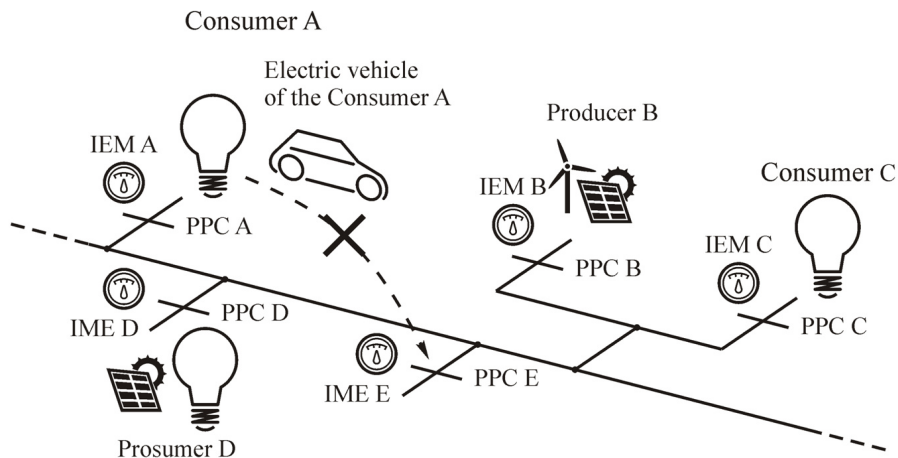 Consumer A
Electric vehicle
of the Consumer A
Producer B
IEM A
IEM B
Consumer C
PPC A
IEM C
PPC B
PPC D
IME D
PPC C
PPC E
IME E
Prosumer D